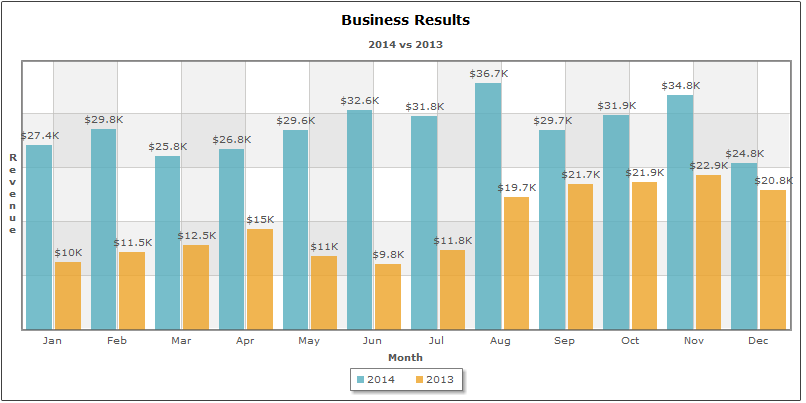 Business Results
2014 vs 2013
Revenue
$27.4K $29.8K $25.8K $26.8K $29.6K $32.6K $31.8K $36.7K $29.7K $31.9K $34.8K $24.8K
$10K $11.5K $12.5K $15K $11K $9.8K $11.8K $19.7K $21.7K $21.9K $22.9K $20.8K
Jan Feb Mar Apr May Jun Jul Aug Sep Oct Nov Dec
Month
2014 2013